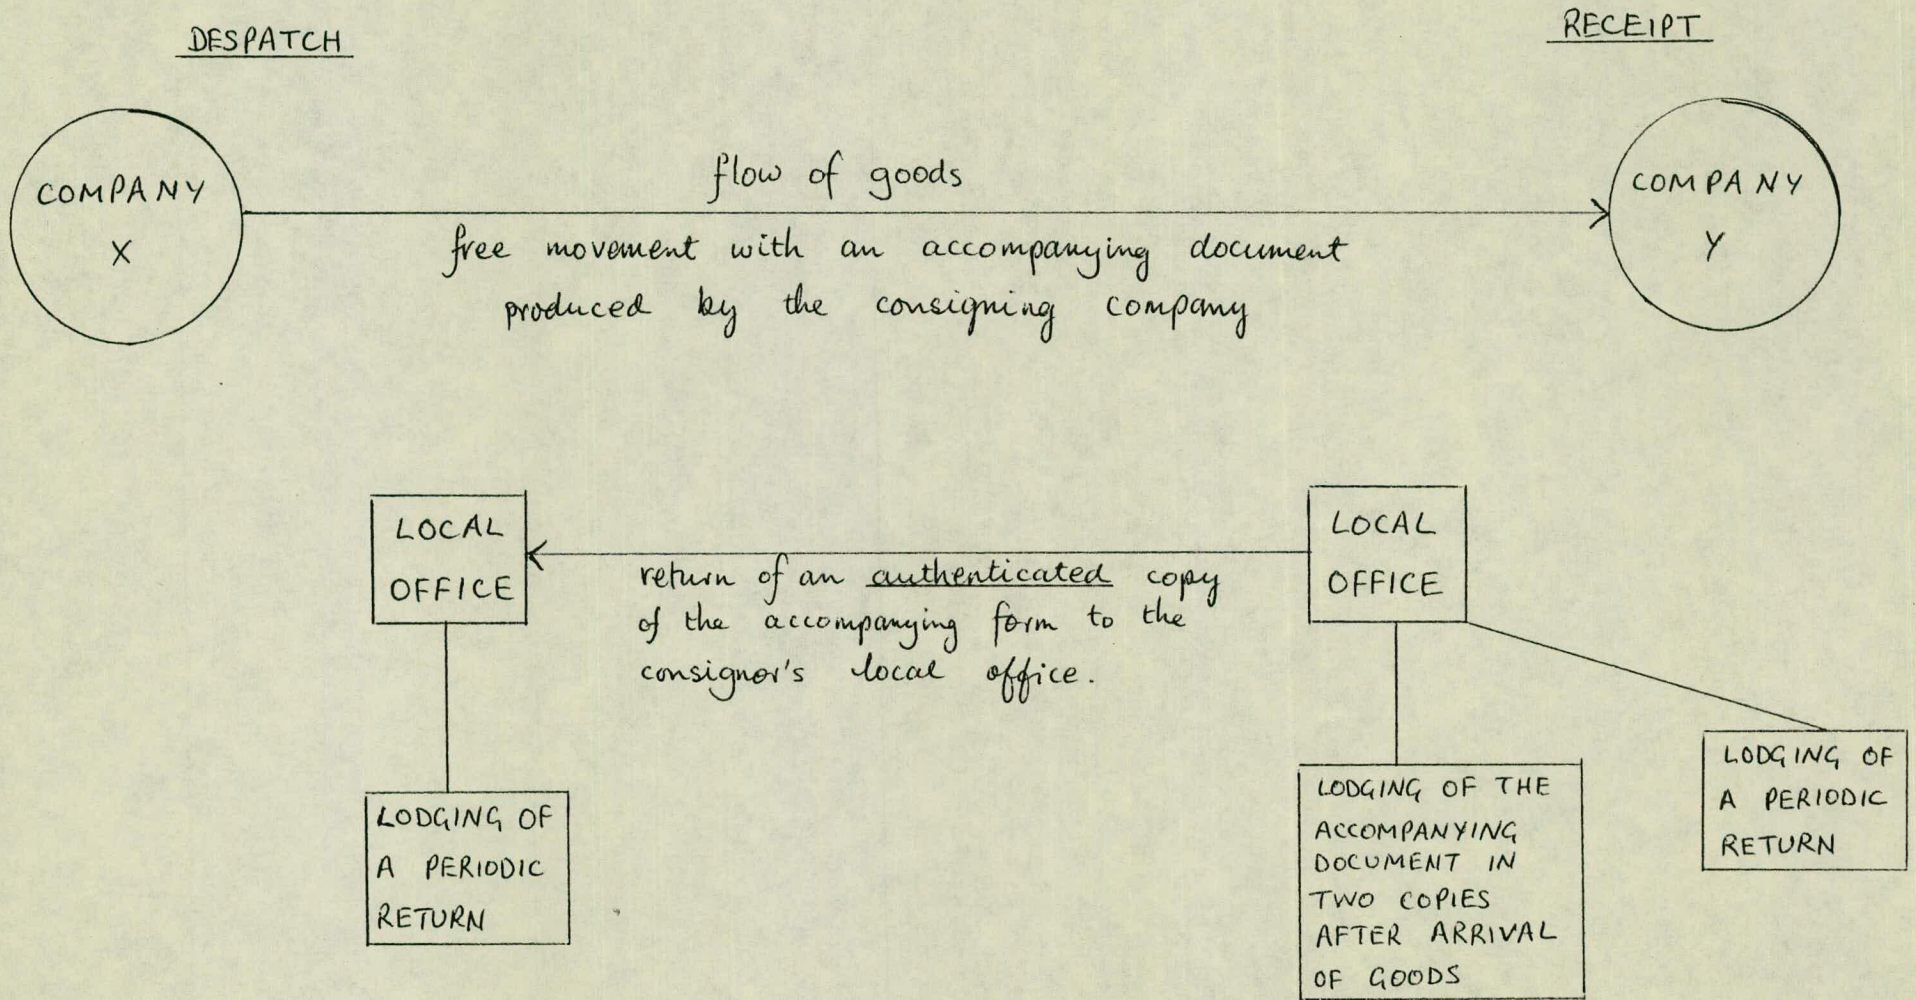 DESPATCH
RECEIPT
COMPANY
X
flow of goods
free movement with an accompanying document
produced by the consigning company
COMPANY
Y
LOCAL
OFFICE
return of an authenticated copy
of the accompanying form to the
consignor's local office.
LOCAL
OFFICE
LODGING OF
A PERIODIC
RETURN
LODGING OF THE
ACCOMPANYING
DOCUMENT IN
TWO COPIES
AFTER ARRIVAL
OF GOODS
LODGING OF
A PERIODIC
RETURN